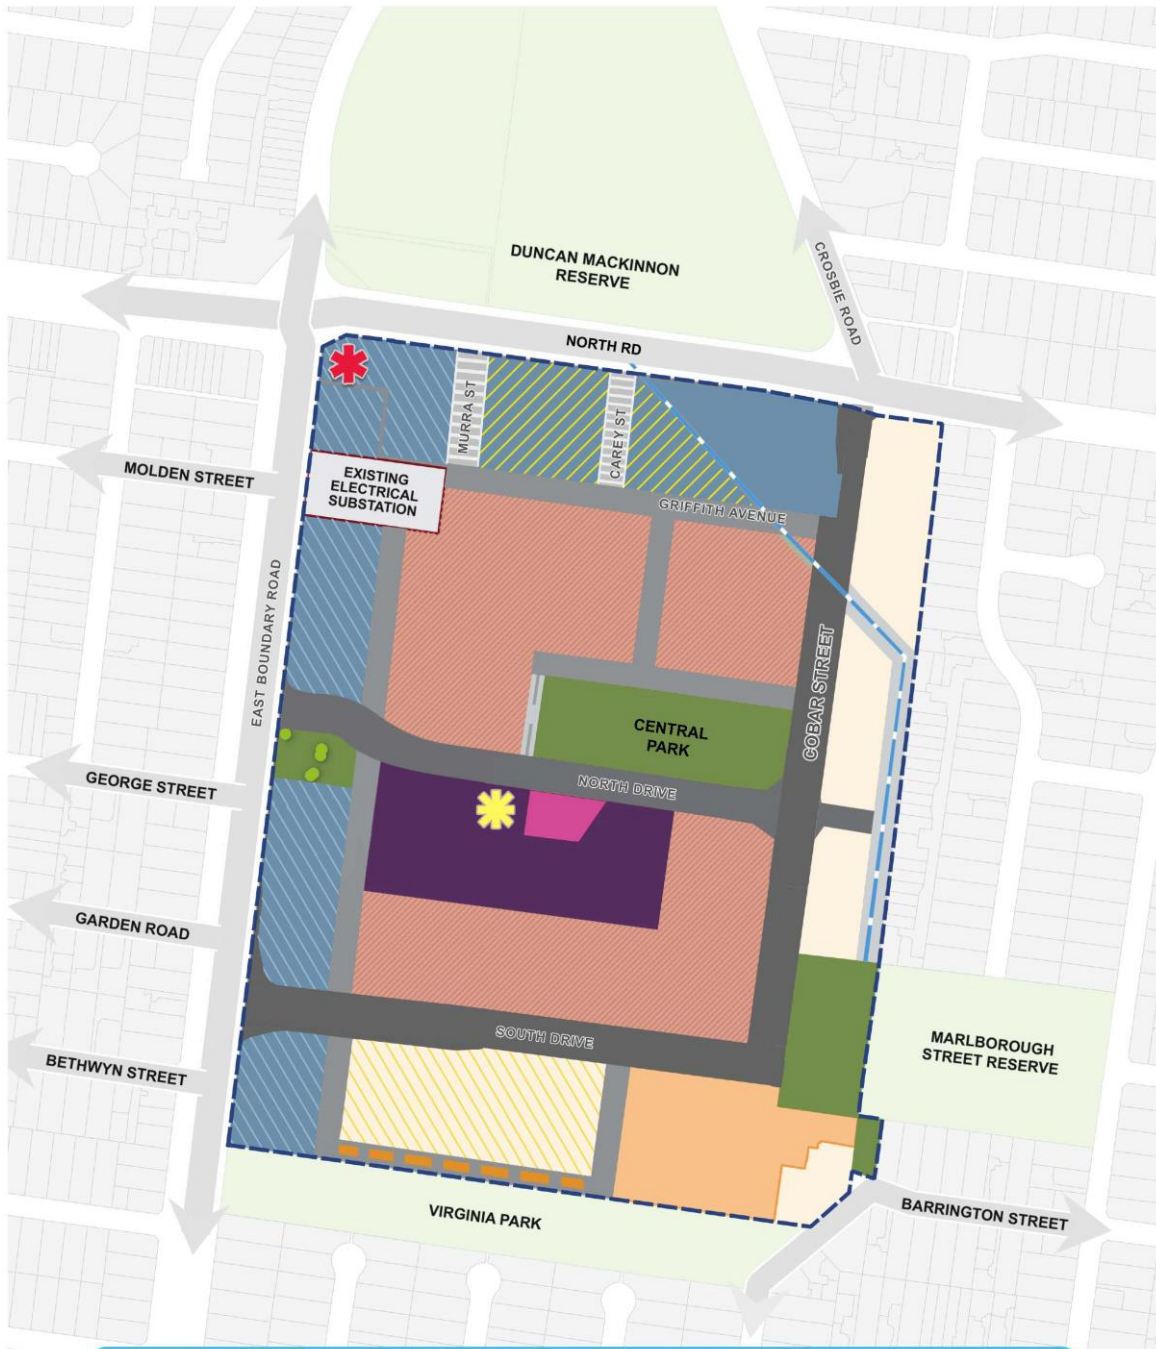 DUNCAN MACKINNON
RESERVE
CROSBIE ROAD
NORTH RD
MURRA ST
CAREY ST
MOLDEN STREET
EXISTING
ELECTRICAL
SUBSTATION
GRIFFITH AVENUE
EAST BOUNDARY ROAD
COBAR STREET
CENTRAL
PARK
GEORGE STREET
NORTH DRIVE
GARDEN ROAD
SOUTH DRIVE
MARLBOROUGH
STREET RESERVE
BETHWYN STREET
VIRGINIA PARK
BARRINGTON STREET